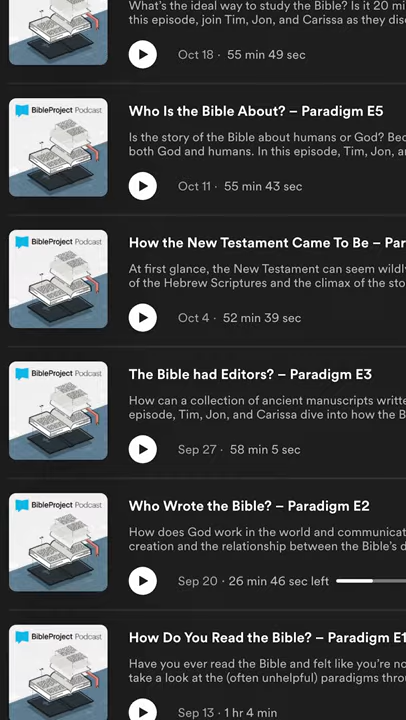 What's the ideal way to study the Bible? Is it 20 mi
this episode, join Tim, Jon, and Carissa as they dis
Oct 18 · 55 min 49 sec
BibleProject Podcast
Who Is the Bible About? – Paradigm E5
Is the story of the Bible about humans or God? Bec
both God and humans. In this episode, Tim, Jon, a
Oct 11 · 55 min 43 sec
BibleProject Podcast
How the New Testament Came To Be – Par
At first glance, the New Testament can seem wildl
of the Hebrew Scriptures and the climax of the sto
Oct 4 · 52 min 39 sec
BibleProject Podcast
The Bible had Editors? – Paradigm E3
How can a collection of ancient manuscripts writte
episode, Tim, Jon, and Carissa dive into how the B
Sep 27 · 58 min 5 sec
BibleProject Podcast
Who Wrote the Bible? – Paradigm E2
How does God work in the world and communicat
creation and the relationship between the Bible's d
Sep 20 · 26 min 46 sec left
BibleProject Podcast
How Do You Read the Bible? – Paradigm E1
Have you ever read the Bible and felt like you're no
take a look at the (often unhelpful) paradigms throu
Sep 13 · 1 hr 4 min